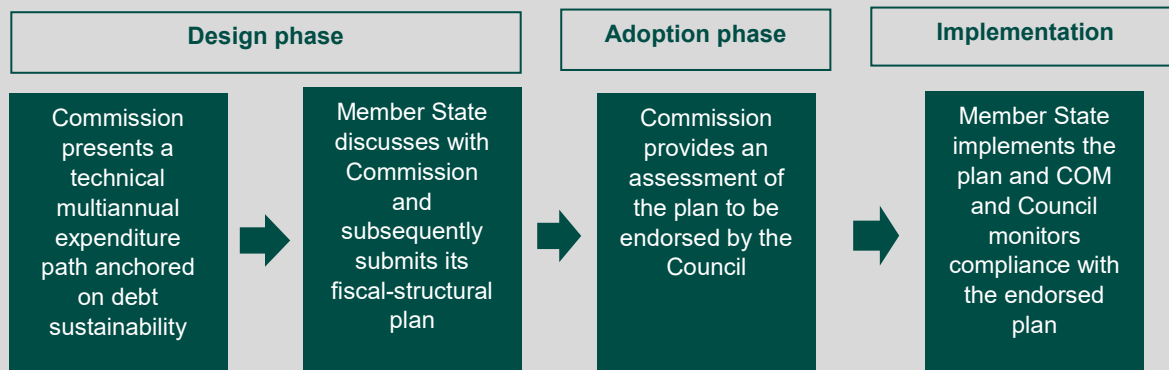 Design phase
Adoption phase
Implementation
Commission
presents a
technical
multiannual
expenditure
path anchored
on debt
sustainability
Member State
discusses with
Commission
and
subsequently
submits its
fiscal-structural
plan
Commission
provides an
assessment of
the plan to be
endorsed by the
Council
Member State
implements the
plan and COM
and Council
monitors
compliance with
the endorsed
plan